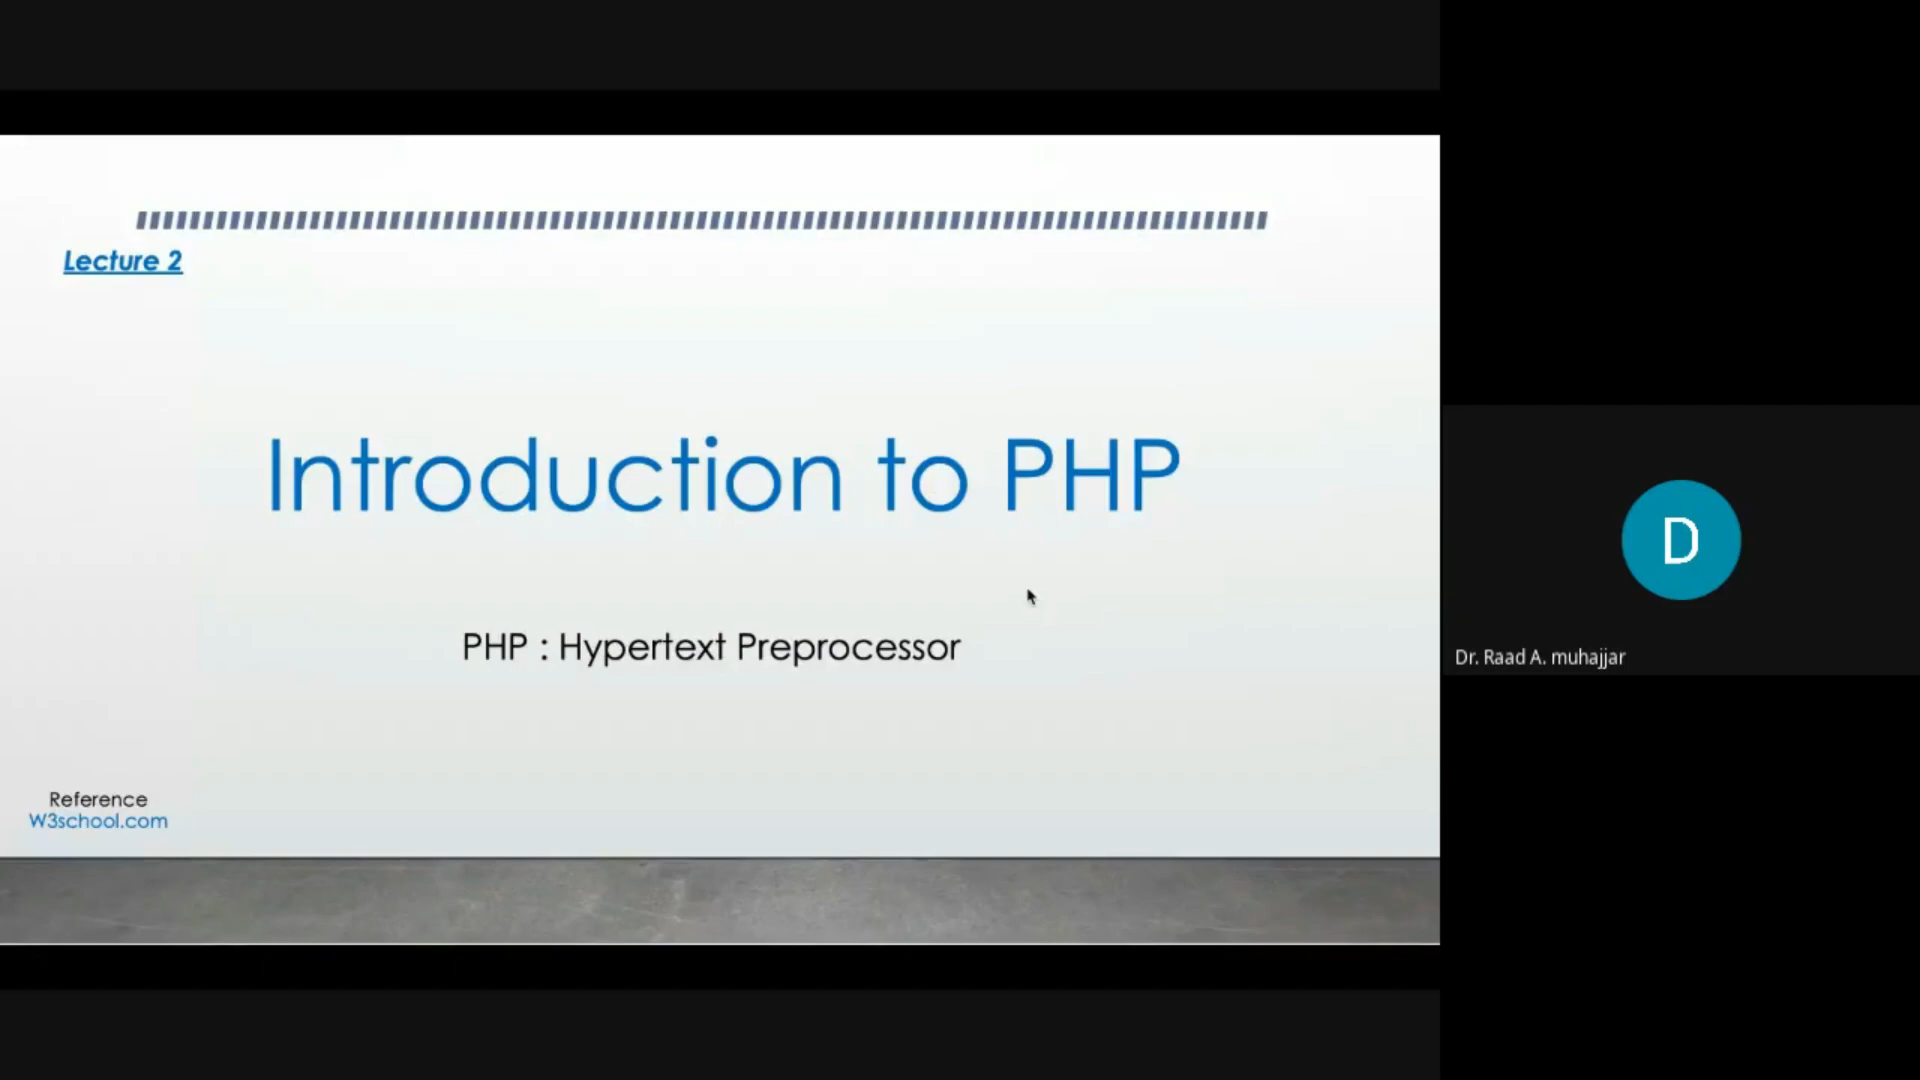 Lecture 2
Introduction to PHP
PHP : Hypertext Preprocessor
Reference
W3school.com
D
Dr. Raad A. muhajjar